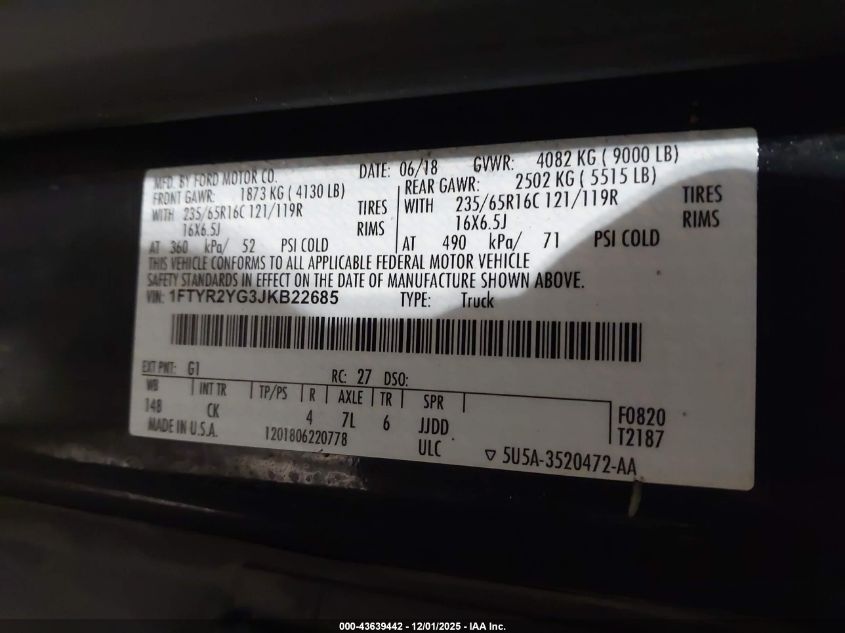 MFD. BY FORD MOTOR CO. DATE: 06/18 GVWR: 4082 KG ( 9000 LB)
FRONT GAWR: 1873 KG ( 4130 LB) REAR GAWR: 2502 KG ( 5515 LB)
WITH 235/65R16C 121/119R TIRES WITH 235/65R16C 121/119R TIRES
16X6.5J RIMS 16X6.5J RIMS
AT 360 kPa/ 52 PSI COLD AT 490 kPa/ 71 PSI COLD
THIS VEHICLE CONFORMS TO ALL APPLICABLE FEDERAL MOTOR VEHICLE
SAFETY STANDARDS IN EFFECT ON THE DATE OF MANUFACTURE SHOWN ABOVE.
VIN: 1FTYR2YG3JKB22685 TYPE: Truck
EXT PNT: G1 RC: 27 DSO:
WB INT TR TP/PS R AXLE TR SPR
148 CK 4 7L 6 JJDD F0820
MADE IN U.S.A. 1201806220778 ULC T2187
▽ 5U5A-3520472-AA
000-43639442 - 12/01/2025 - IAA Inc.